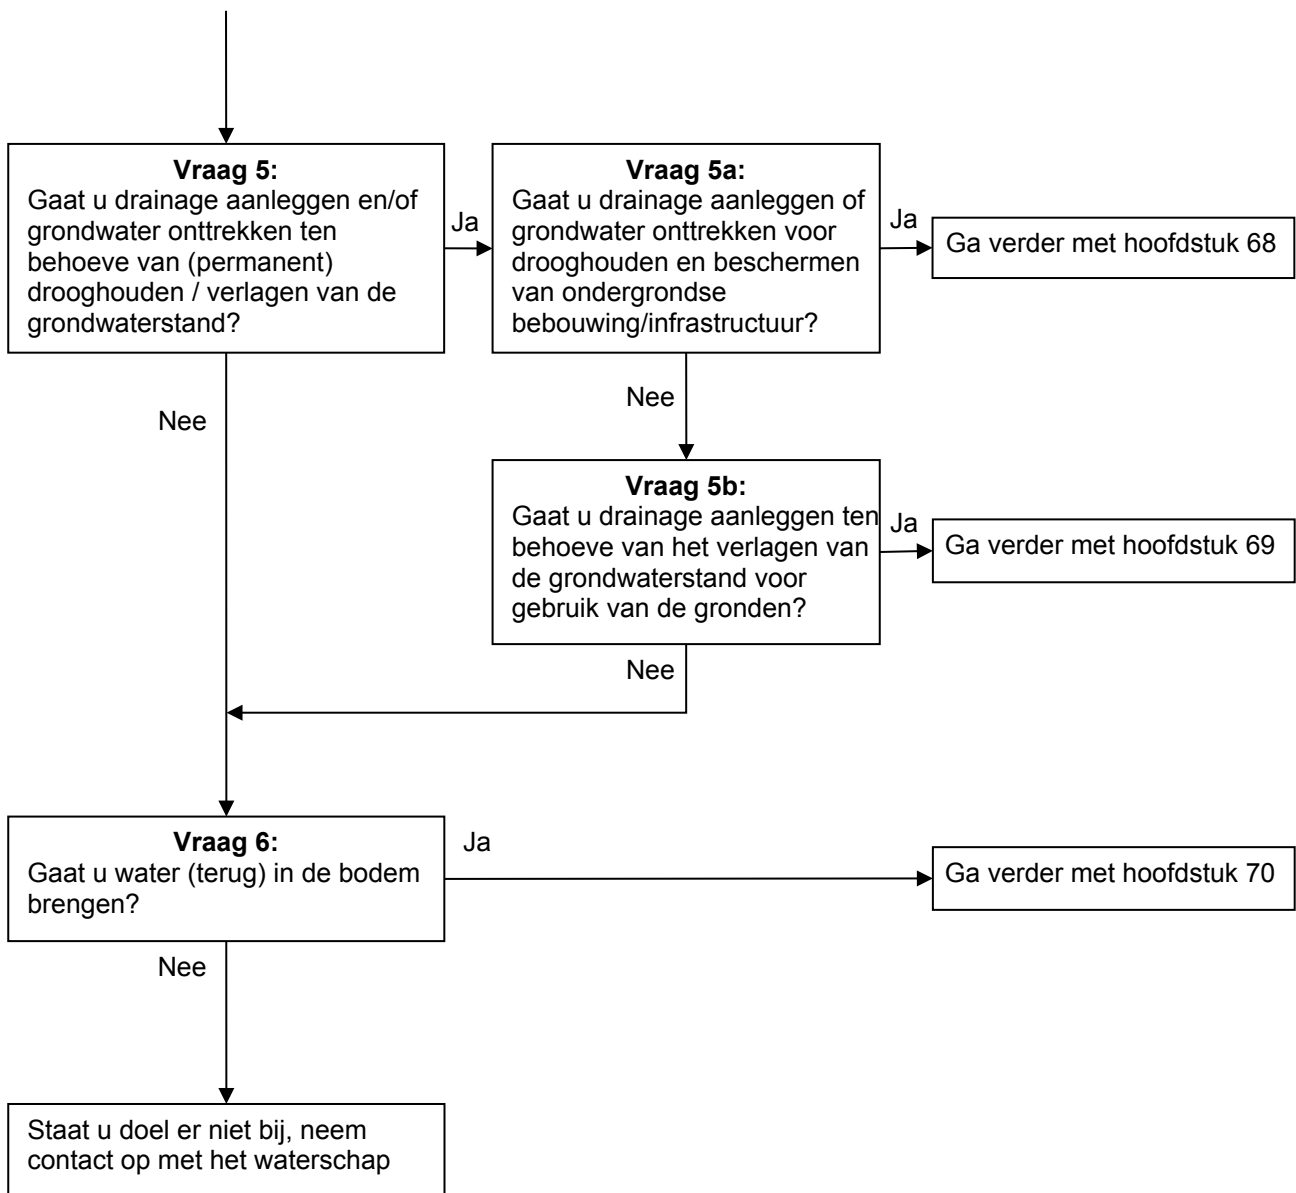 Vraag 5:
Gaat u drainage aanleggen en/of
grondwater onttrekken ten
behoeve van (permanent)
drooghouden / verlagen van de
grondwaterstand?
Ja
Vraag 5a:
Gaat u drainage aanleggen of
grondwater onttrekken voor
drooghouden en beschermen
van ondergrondse
bebouwing/infrastructuur?
Ja
Ga verder met hoofdstuk 68
Nee
Nee
Vraag 5b:
Gaat u drainage aanleggen ten
behoeve van het verlagen van
de grondwaterstand voor
gebruik van de gronden?
Ja
Ga verder met hoofdstuk 69
Nee
Vraag 6:
Gaat u water (terug) in de bodem
brengen?
Ja
Ga verder met hoofdstuk 70
Nee
Staat u doel er niet bij, neem
contact op met het waterschap